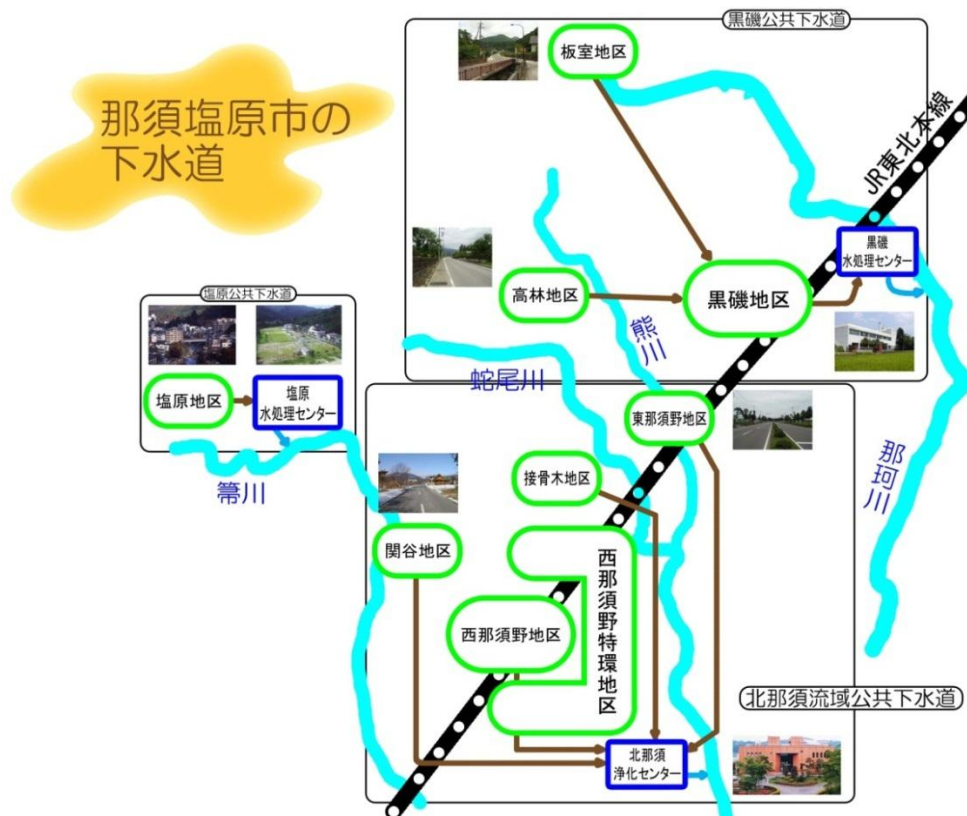 那須塩原市の
下水道
黒磯公共下水道
板室地区
JR東北本線
黒磯
水処理センター
高林地区
黒磯地区
熊川
塩原公共下水道
塩原地区
塩原
水処理センター
蛇尾川
東那須野地区
箒川
接骨木地区
那珂川
関谷地区
西那須野特環地区
西那須野地区
北那須流域公共下水道
北那須
浄化センター